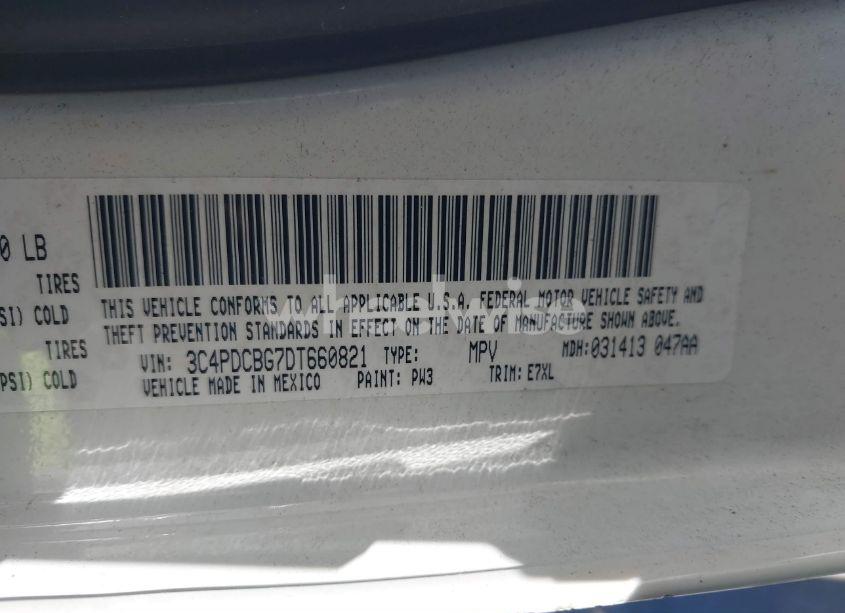 0 LB
TIRES
SI) COLD
TIRES
PSI) COLD
THIS VEHICLE CONFORMS TO ALL APPLICABLE U.S.A. FEDERAL MOTOR VEHICLE SAFETY AND
THEFT PREVENTION STANDARDS IN EFFECT ON THE DATE OF MANUFACTURE SHOWN ABOVE.
VIN: 3C4PDCBG7DT660821 TYPE: MPV MDH:031413 047AA
VEHICLE MADE IN MEXICO PAINT: PW3 TRIM: E7XL